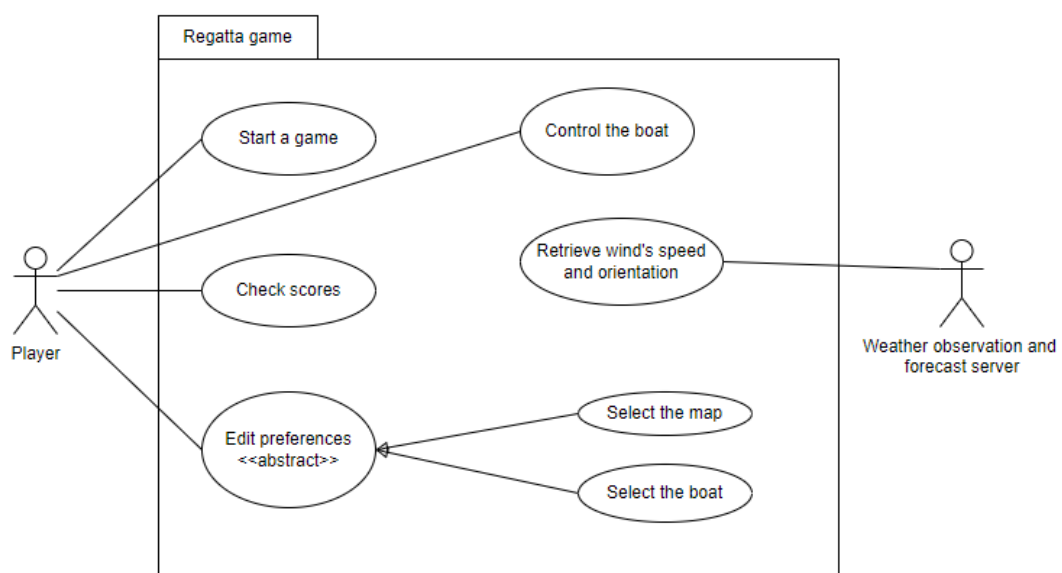 Regatta game
Start a game
Control the boat
Retrieve wind's speed
and orientation
Check scores
Player
Weather observation and
forecast server
Edit preferences
<<abstract>>
Select the map
Select the boat